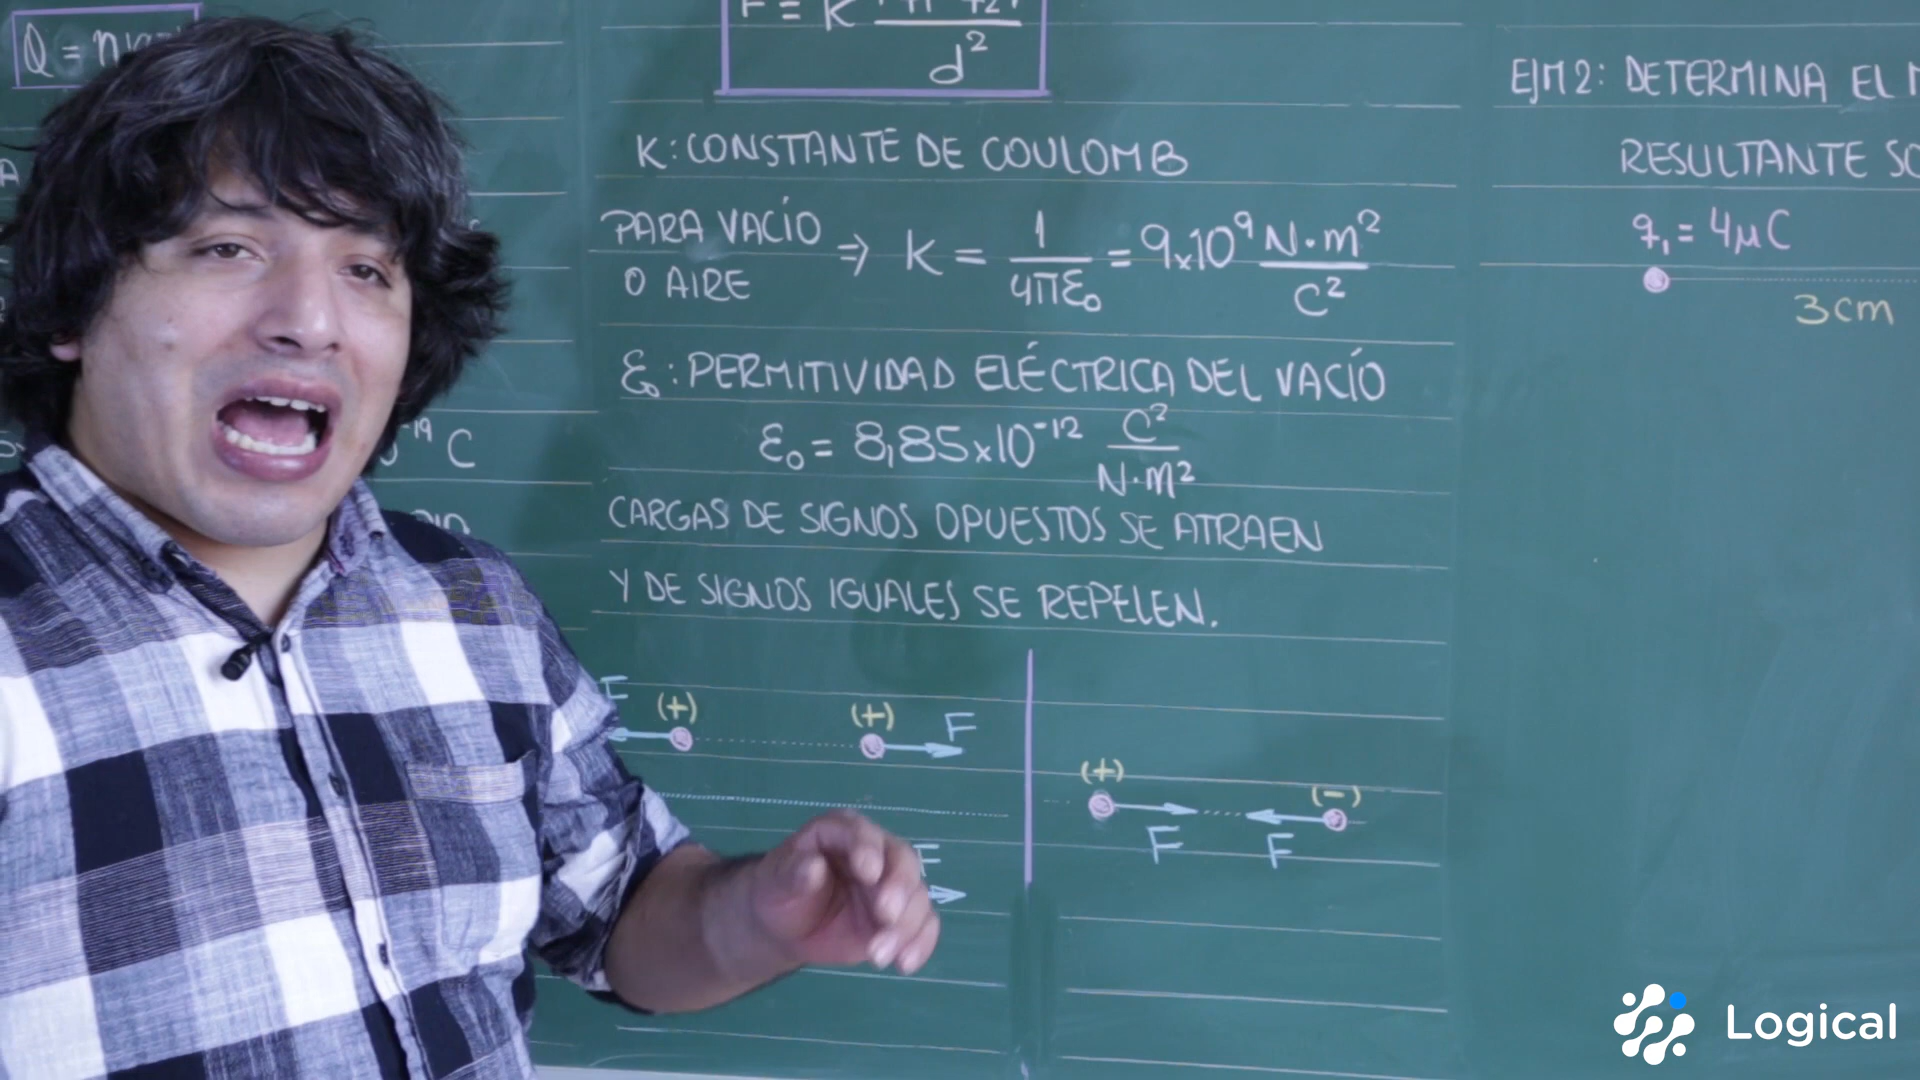 F = K
d²
K: CONSTANTE DE COULOMB
PARA VACÍO
O AIRE
⇒ K = 1/4πε₀ = 9x10⁹ N·m²/C²
ε₀: PERMITIVIDAD ELÉCTRICA DEL VACÍO
ε₀ = 8,85x10⁻¹² C²/N·m²
CARGAS DE SIGNOS OPUESTOS SE ATRAEN
Y DE SIGNOS IGUALES SE REPELEN.
F (+) (+) F
F
(+) (-)
F F
Q = n
⁻¹⁹ C
EJM 2: DETERMINA EL
RESULTANTE
q₁ = 4μC
3cm
Logical